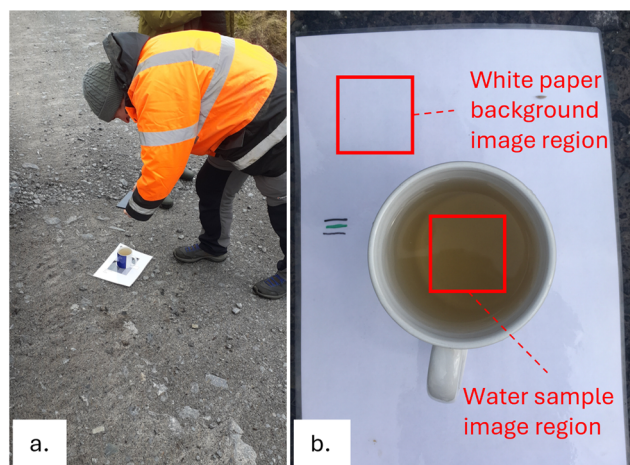 White paper
background
image region
Water sample
image region
a.
b.